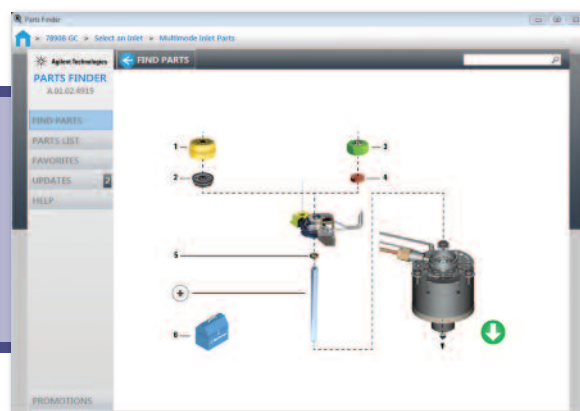 Parts Finder
» 7890B GC » Select an Inlet » Multimode Inlet Parts
Agilent Technologies
FIND PARTS
PARTS FINDER
A.01.02.4919
FIND PARTS
PARTS LIST
FAVORITES
UPDATES
HELP
1
3
2
4
5
6
PROMOTIONS